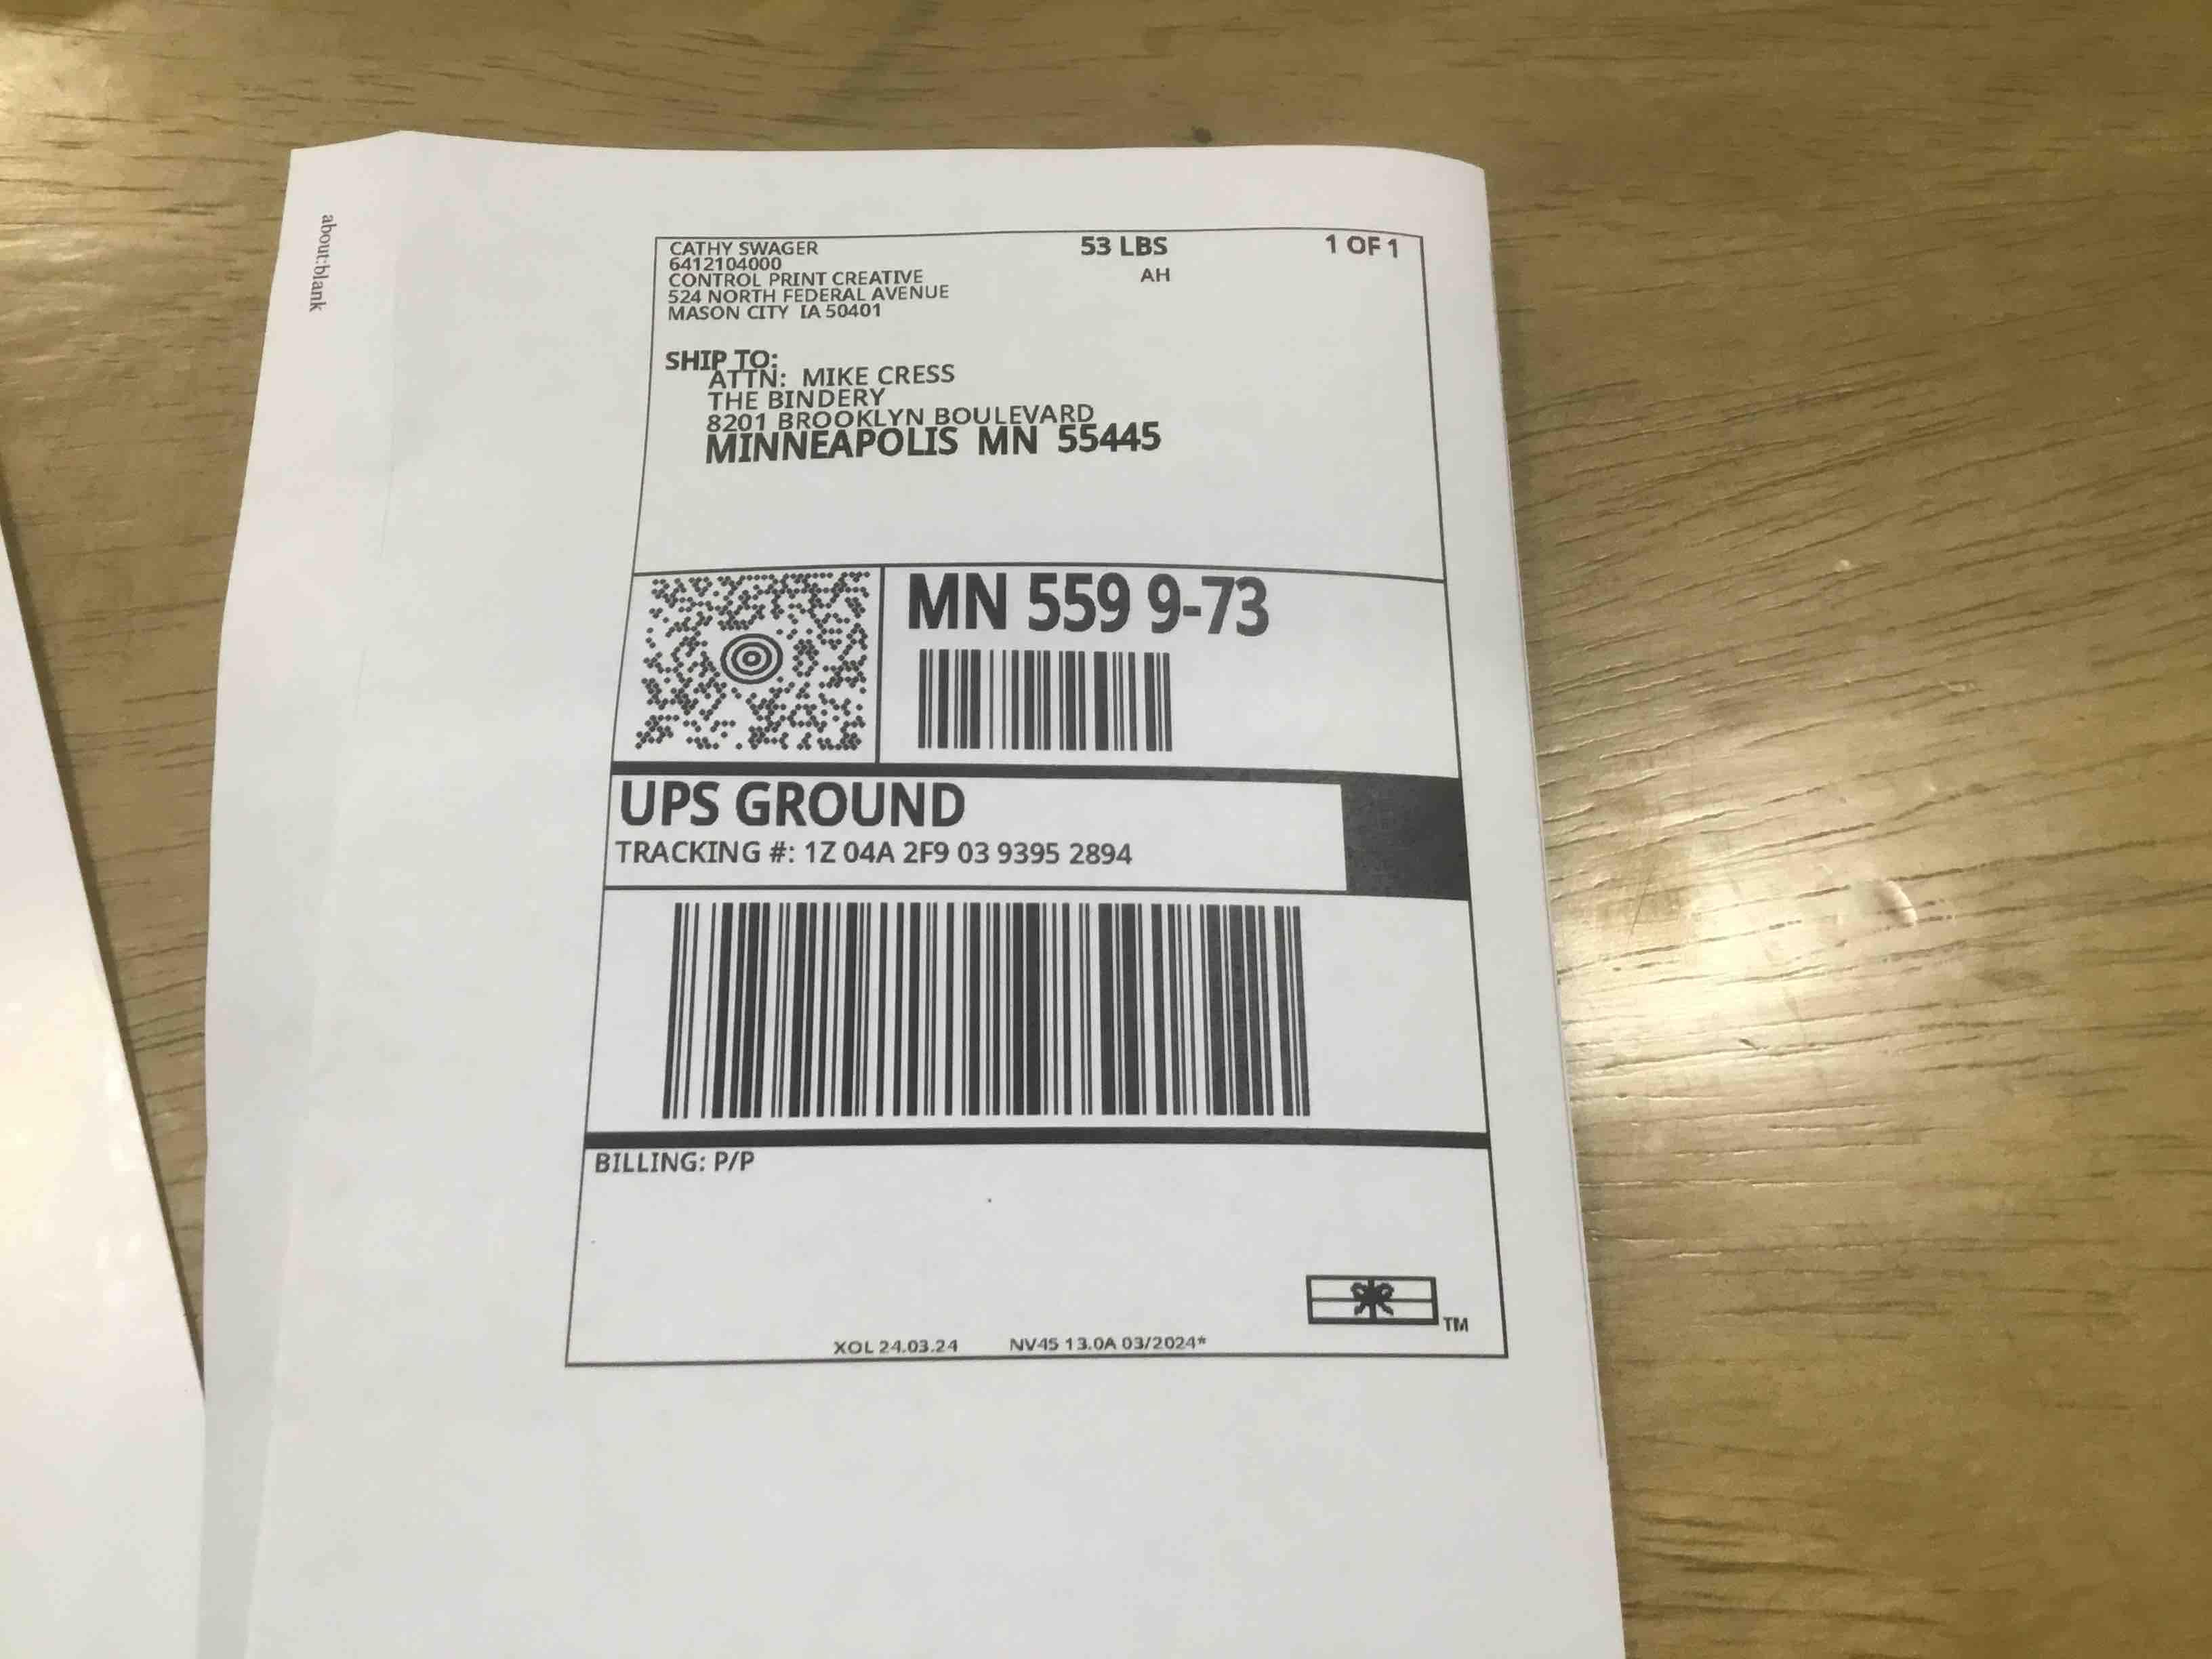 about:blank
CATHY SWAGER
6412104000
CONTROL PRINT CREATIVE
524 NORTH FEDERAL AVENUE
MASON CITY IA 50401
53 LBS
AH
1 OF 1
SHIP TO:
ATTN: MIKE CRESS
THE BINDERY
8201 BROOKLYN BOULEVARD
MINNEAPOLIS MN 55445
MN 559 9-73
UPS GROUND
TRACKING #: 1Z 04A 2F9 03 9395 2894
BILLING: P/P
TM
XOL 24.03.24 NV45 13.0A 03/2024*